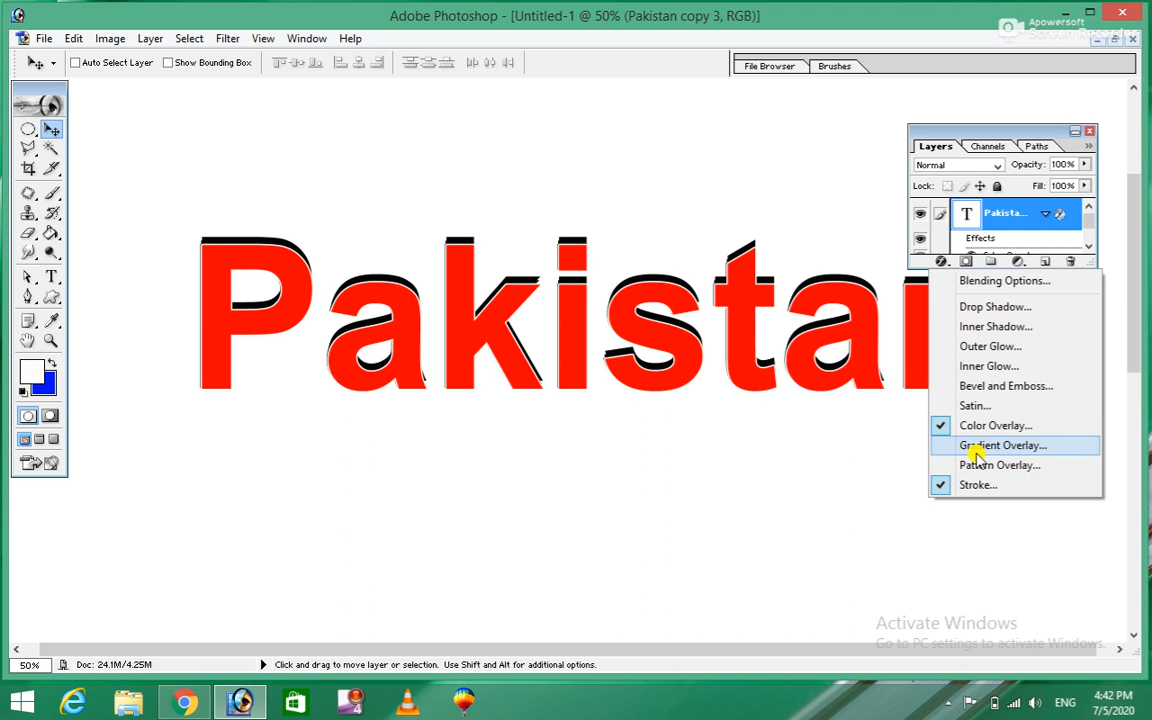 Adobe Photoshop - [Untitled-1 @ 50% (Pakistan copy 3, RGB)]
Apowersoft
Screen Recorder
File Edit Image Layer Select Filter View Window Help
Auto Select Layer Show Bounding Box
File Browser Brushes
Layers Channels Paths
Normal Opacity: 100%
Lock: Fill: 100%
T Pakista...
Effects
Pakistan
Blending Options...
Drop Shadow...
Inner Shadow...
Outer Glow...
Inner Glow...
Bevel and Emboss...
Satin...
Color Overlay...
Gradient Overlay...
Pattern Overlay...
Stroke...
Activate Windows
Go to PC settings to activate Windows.
50% Doc: 24.1M/4.25M Click and drag to move layer or selection. Use Shift and Alt for additional options.
ENG
4:42 PM
7/5/2020